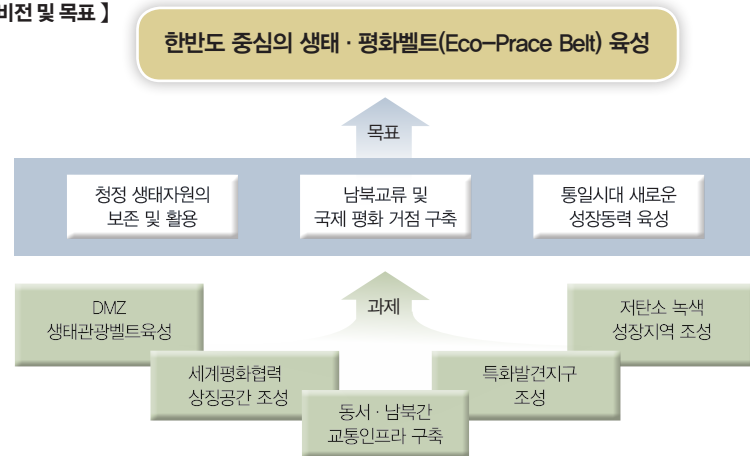 비전 및 목표 】
한반도 중심의 생태 · 평화벨트(Eco-Prace Belt) 육성
목표
청정 생태자원의
보존 및 활용
남북교류 및
국제 평화 거점 구축
통일시대 새로운
성장동력 육성
과제
DMZ
생태관광벨트육성
세계평화협력
상징공간 조성
동서 · 남북간
교통인프라 구축
특화발견지구
조성
저탄소 녹색
성장지역 조성